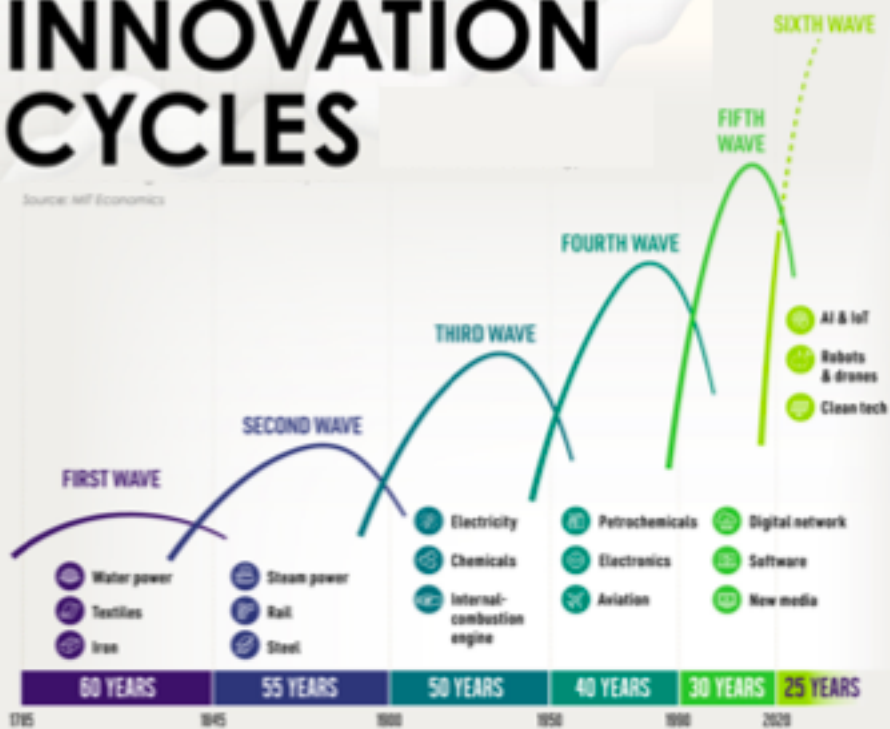 INNOVATION
CYCLES
Source: MIT Economics
SIXTH WAVE
FIFTH
WAVE
FOURTH WAVE
THIRD WAVE
SECOND WAVE
FIRST WAVE
AI & IoT
Robots
& drones
Clean tech
Water power
Textiles
Iron
Steam power
Rail
Steel
Electricity
Chemicals
Internal-
combustion
engine
Petrochemicals
Electronics
Aviation
Digital network
Software
New media
60 YEARS
55 YEARS
50 YEARS
40 YEARS
30 YEARS
25 YEARS
1785
1845
1900
1950
1990
2020